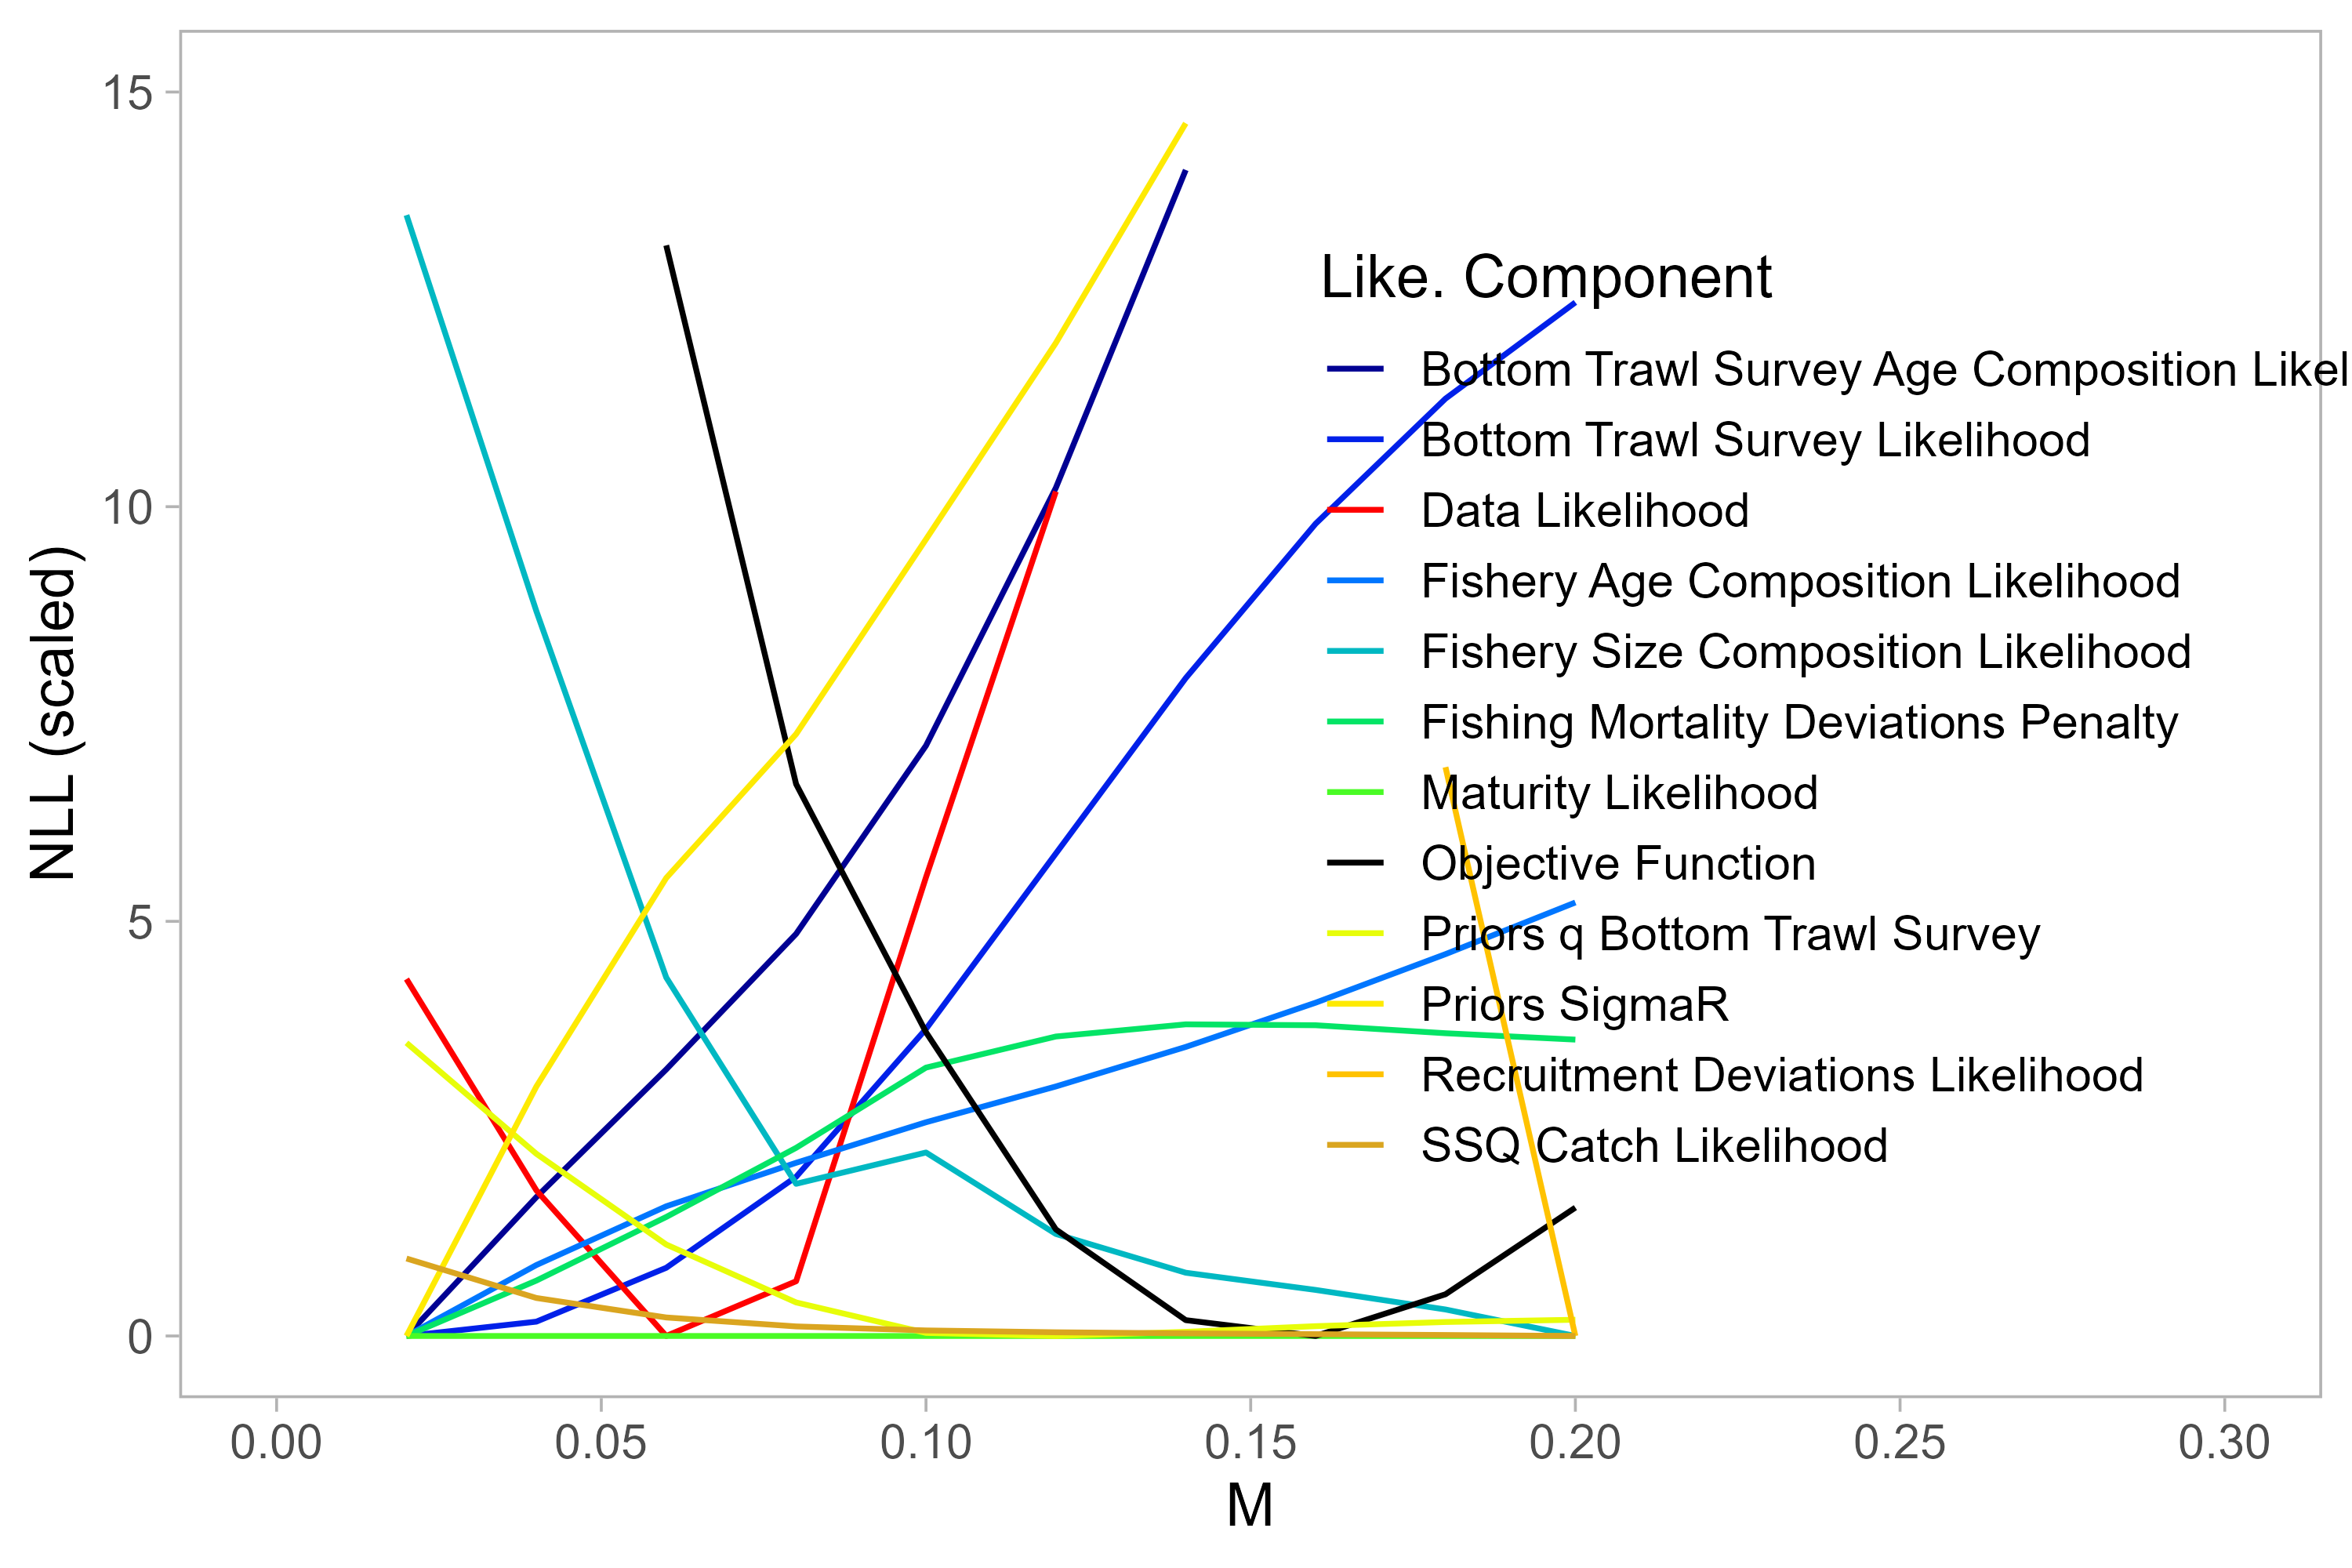 15
10
5
0
NLL (scaled)
Like. Component
Bottom Trawl Survey Age Composition Likel
Bottom Trawl Survey Likelihood
Data Likelihood
Fishery Age Composition Likelihood
Fishery Size Composition Likelihood
Fishing Mortality Deviations Penalty
Maturity Likelihood
Objective Function
Priors q Bottom Trawl Survey
Priors SigmaR
Recruitment Deviations Likelihood
SSQ Catch Likelihood
0.00 0.05 0.10 0.15 0.20 0.25 0.30
M